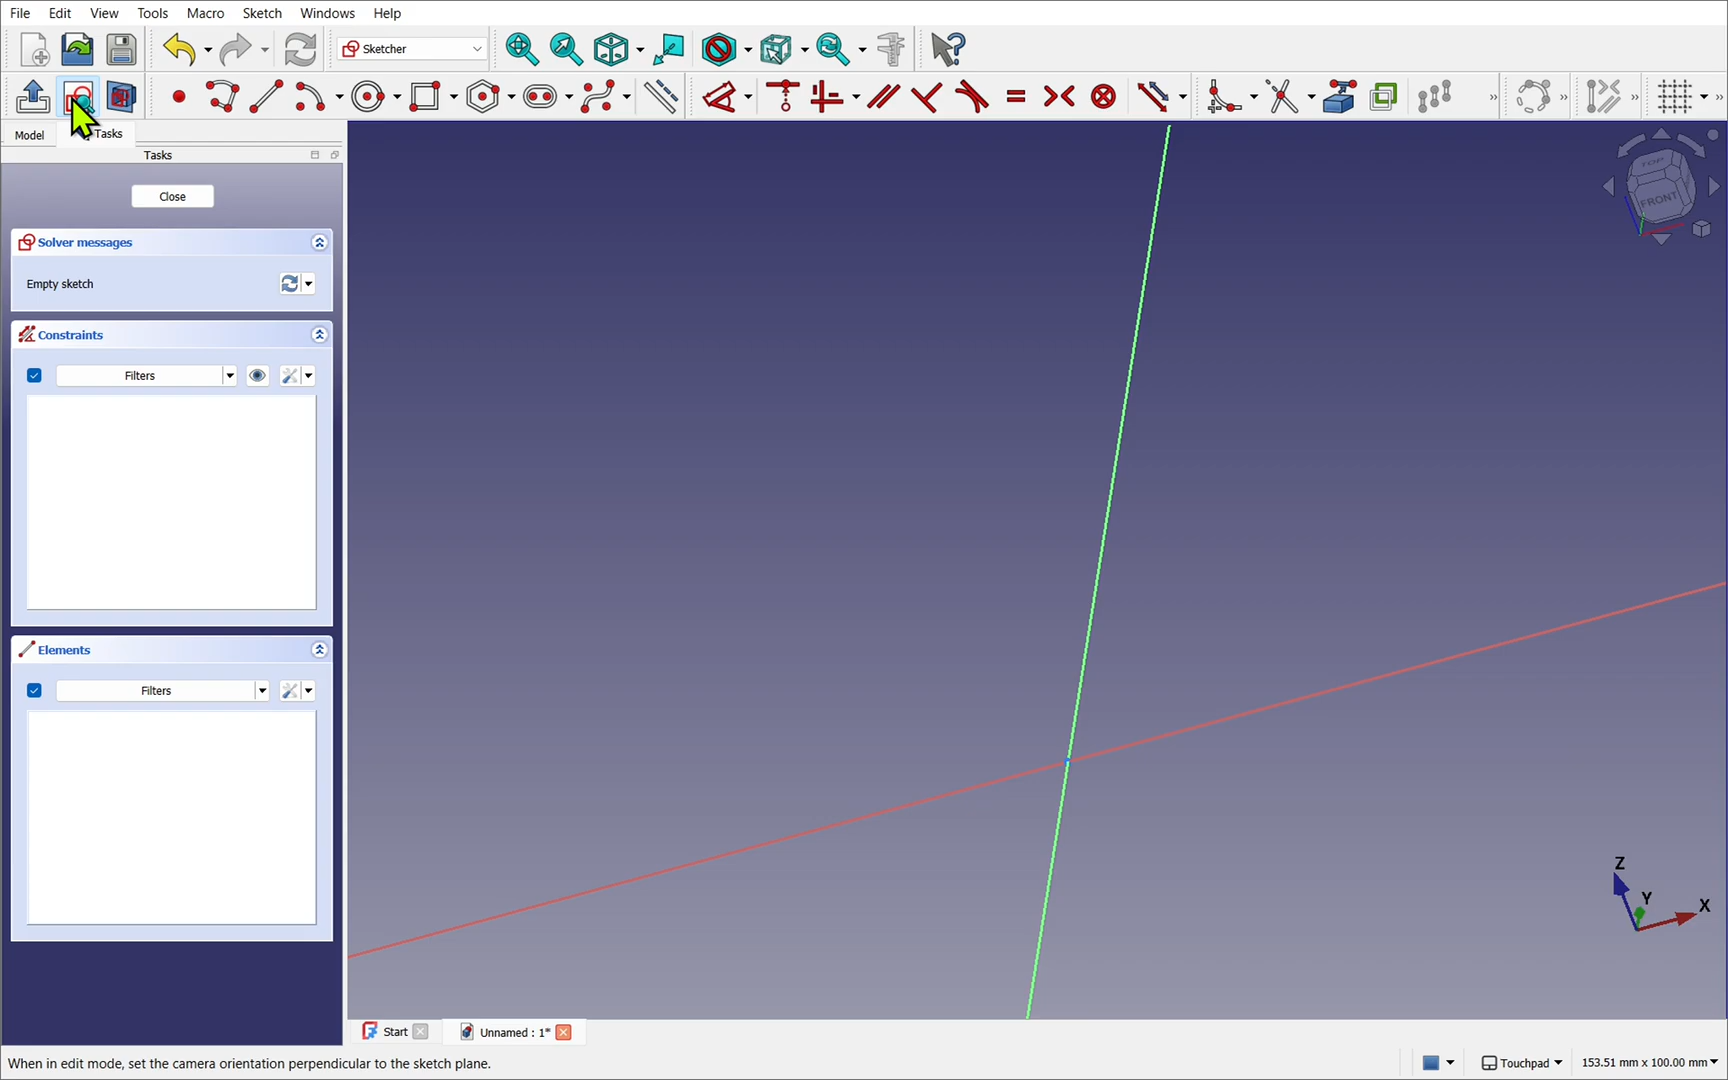 File Edit View Tools Macro Sketch Windows Help
Sketcher
Model Tasks
Tasks
Close
Solver messages
Empty sketch
Constraints
Filters
Elements
Filters
TOP
FRONT
Z
Y
X
Start Unnamed : 1*
When in edit mode, set the camera orientation perpendicular to the sketch plane. Touchpad 153.51 mm x 100.00 mm